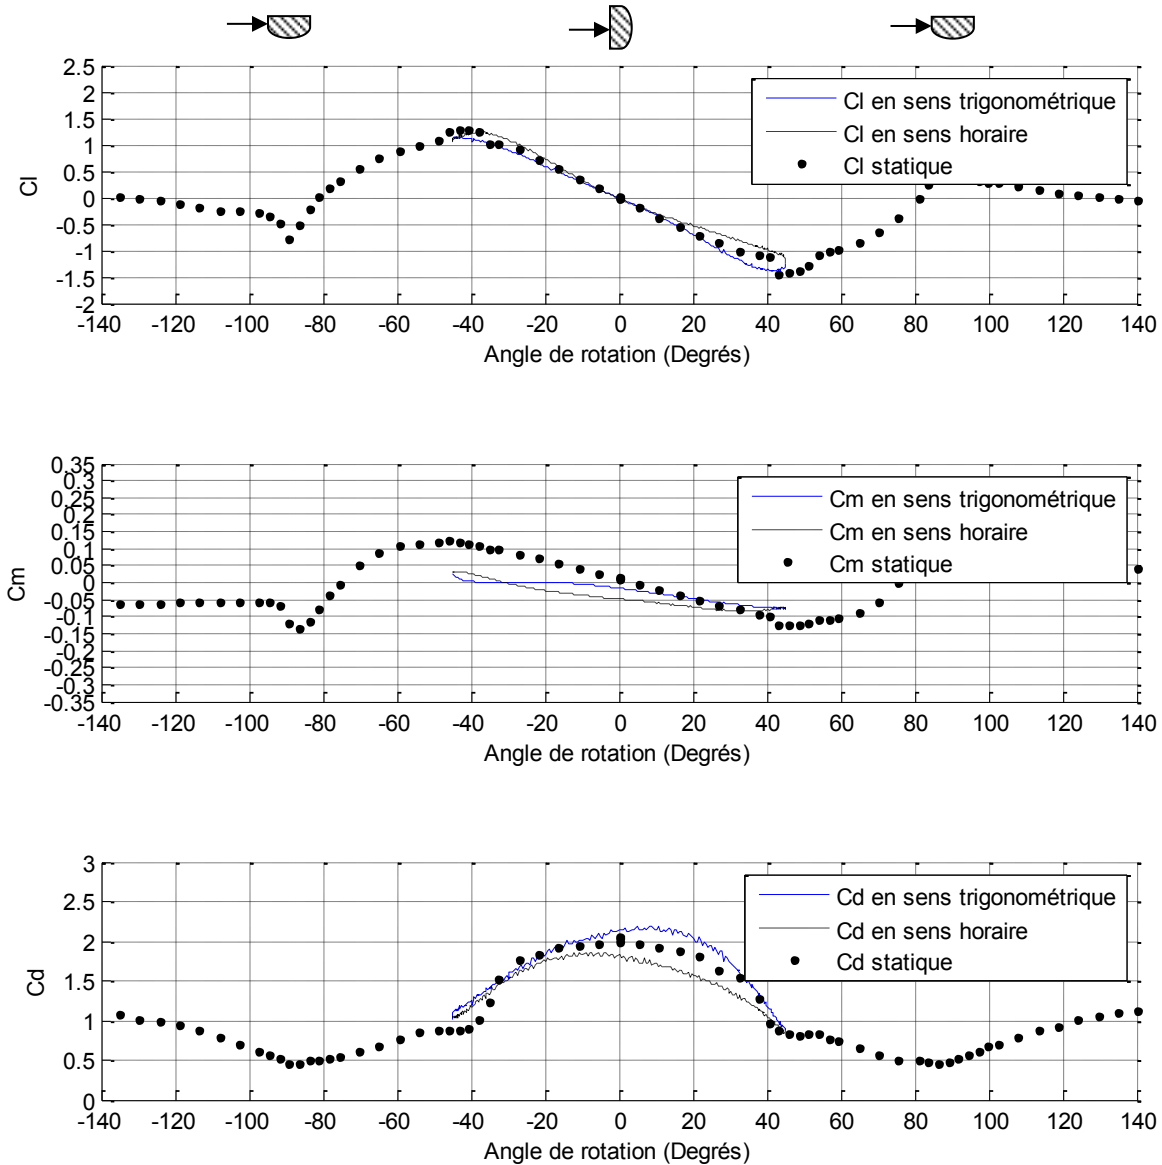 2.5
2
1.5
1
0.5
0
-0.5
-1
-1.5
-2
Cl
Cl en sens trigonométrique
Cl en sens horaire
Cl statique
-140 -120 -100 -80 -60 -40 -20 0 20 40 60 80 100 120 140
Angle de rotation (Degrés)
0.35
0.3
0.25
0.2
0.15
0.1
0.05
0
-0.05
-0.1
-0.15
-0.2
-0.25
-0.3
-0.35
Cm
Cm en sens trigonométrique
Cm en sens horaire
Cm statique
-140 -120 -100 -80 -60 -40 -20 0 20 40 60 80 100 120 140
Angle de rotation (Degrés)
3
2.5
2
1.5
1
0.5
0
Cd
Cd en sens trigonométrique
Cd en sens horaire
Cd statique
-140 -120 -100 -80 -60 -40 -20 0 20 40 60 80 100 120 140
Angle de rotation (Degrés)